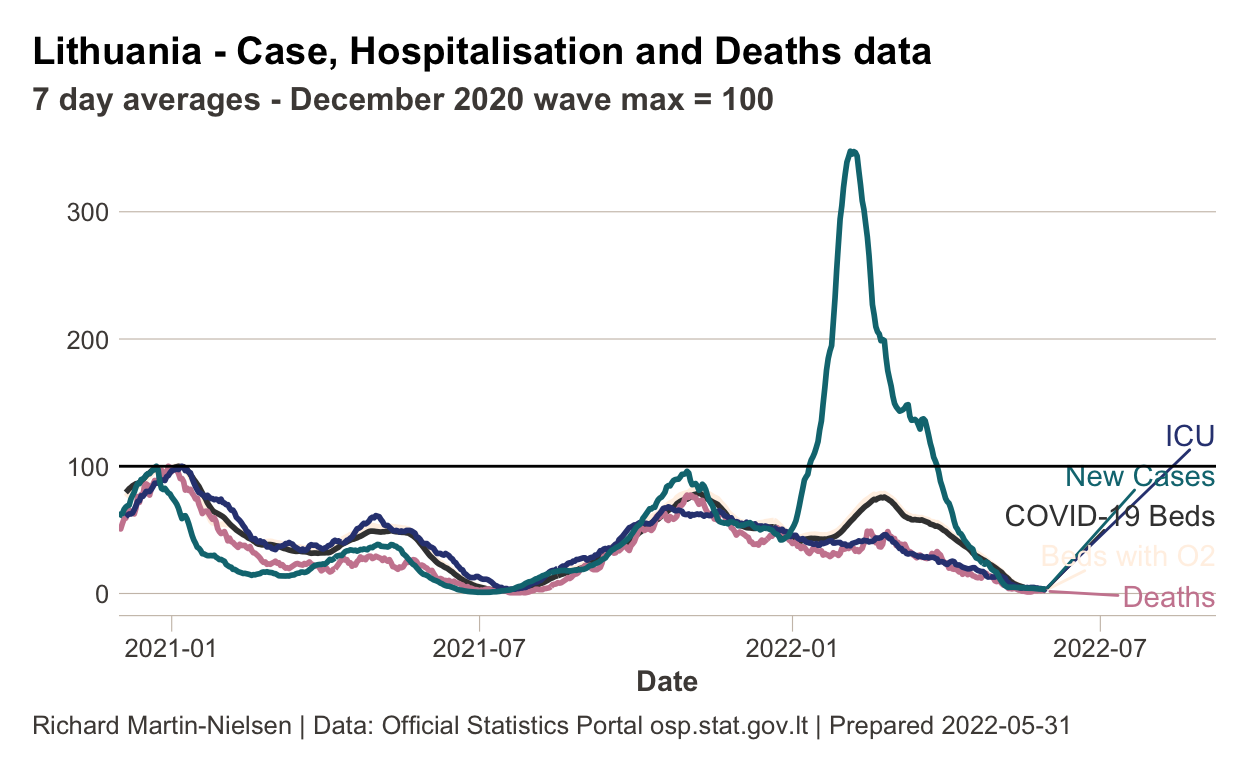 Lithuania - Case, Hospitalisation and Deaths data
7 day averages - December 2020 wave max = 100
300
200
100
0
ICU
New Cases
COVID-19 Beds
Beds with O2
Deaths
2021-01
2021-07
2022-01
2022-07
Date
Richard Martin-Nielsen | Data: Official Statistics Portal osp.stat.gov.lt | Prepared 2022-05-31